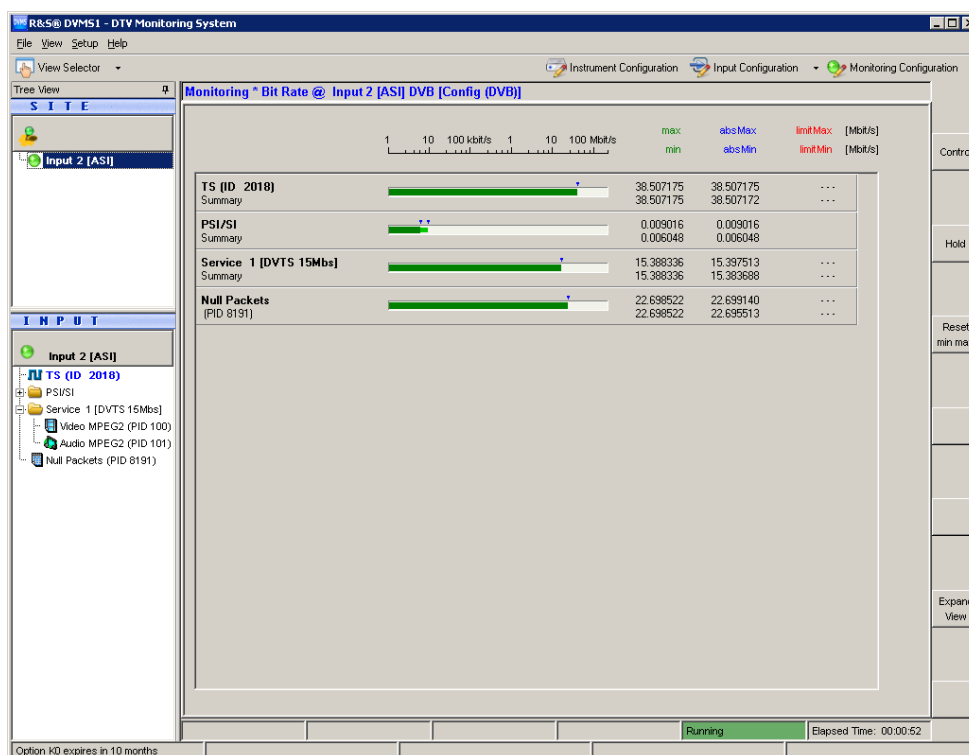 R&S® DVMS1 - DTV Monitoring System
File View Setup Help
View Selector
Instrument Configuration Input Configuration Monitoring Configuration
Tree View
SITE
Input 2 [ASI]
INPUT
Input 2 [ASI]
TS (ID 2018)
PSI/SI
Service 1 [DVTS 15Mbs]
Video MPEG2 (PID 100)
Audio MPEG2 (PID 101)
Null Packets (PID 8191)
Monitoring * Bit Rate @ Input 2 [ASI] DVB [Config (DVB)]
max absMax limitMax [Mbit/s]
1 10 100 kbit/s 1 10 100 Mbit/s
min absMin limitMin [Mbit/s]
TS (ID 2018) 38.507175 38.507175 ---
Summary 38.507175 38.507172 ---
PSI/SI 0.009016 0.009016
Summary 0.006048 0.006048
Service 1 [DVTS 15Mbs] 15.388336 15.397513 ---
Summary 15.388336 15.383688 ---
Null Packets 22.698522 22.699140 ---
(PID 8191) 22.698522 22.695513 ---
Contro
Hold
Reset
min ma
Expan
View
Running Elapsed Time: 00:00:52
Option K0 expires in 10 months